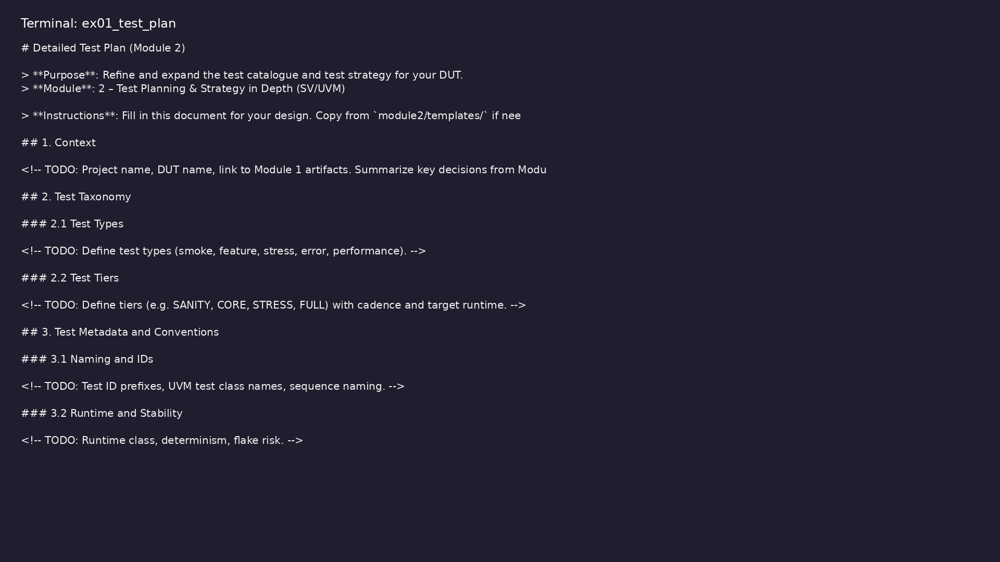 Terminal: ex01_test_plan
# Detailed Test Plan (Module 2)
> **Purpose**: Refine and expand the test catalogue and test strategy for your DUT.
> **Module**: 2 – Test Planning & Strategy in Depth (SV/UVM)
> **Instructions**: Fill in this document for your design. Copy from `module2/templates/` if nee
## 1. Context
<!-- TODO: Project name, DUT name, link to Module 1 artifacts. Summarize key decisions from Modu
## 2. Test Taxonomy
### 2.1 Test Types
<!-- TODO: Define test types (smoke, feature, stress, error, performance). -->
### 2.2 Test Tiers
<!-- TODO: Define tiers (e.g. SANITY, CORE, STRESS, FULL) with cadence and target runtime. -->
## 3. Test Metadata and Conventions
### 3.1 Naming and IDs
<!-- TODO: Test ID prefixes, UVM test class names, sequence naming. -->
### 3.2 Runtime and Stability
<!-- TODO: Runtime class, determinism, flake risk. -->